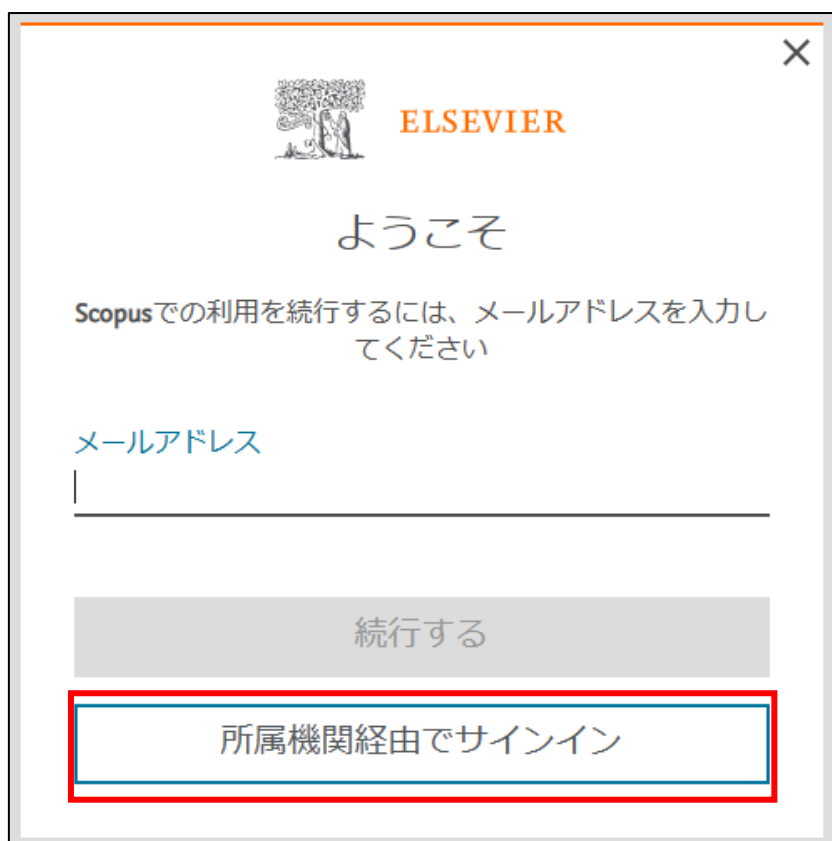 ELSEVIER
ようこそ
Scopusでの利用を続行するには、メールアドレスを入力し
てください
メールアドレス
続行する
所属機関経由でサインイン